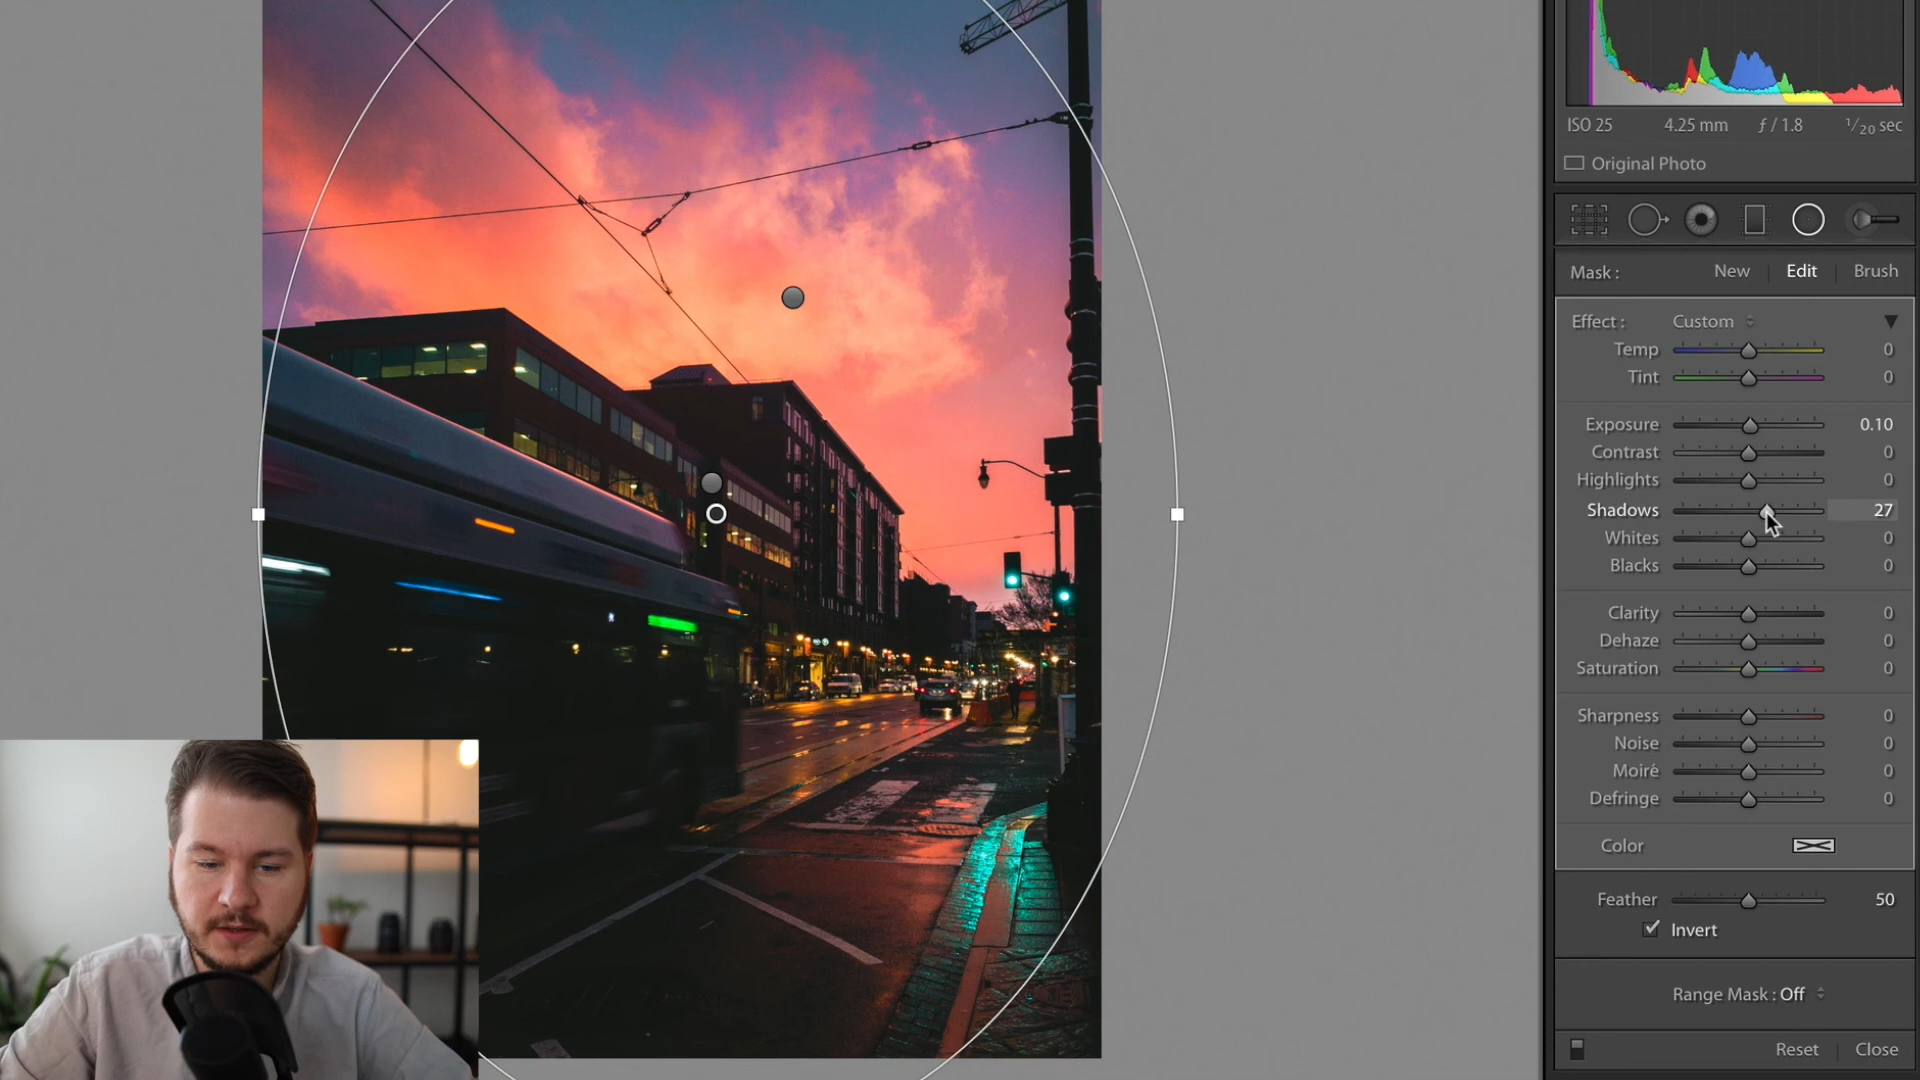 ISO 25 4.25 mm ƒ / 1.8 1/20 sec
Original Photo
Mask : New Edit Brush
Effect : Custom
Temp 0
Tint 0
Exposure 0.10
Contrast 0
Highlights 0
Shadows 27
Whites 0
Blacks 0
Clarity 0
Dehaze 0
Saturation 0
Sharpness 0
Noise 0
Moiré 0
Defringe 0
Color
Feather 50
Invert
Range Mask : Off
Reset Close